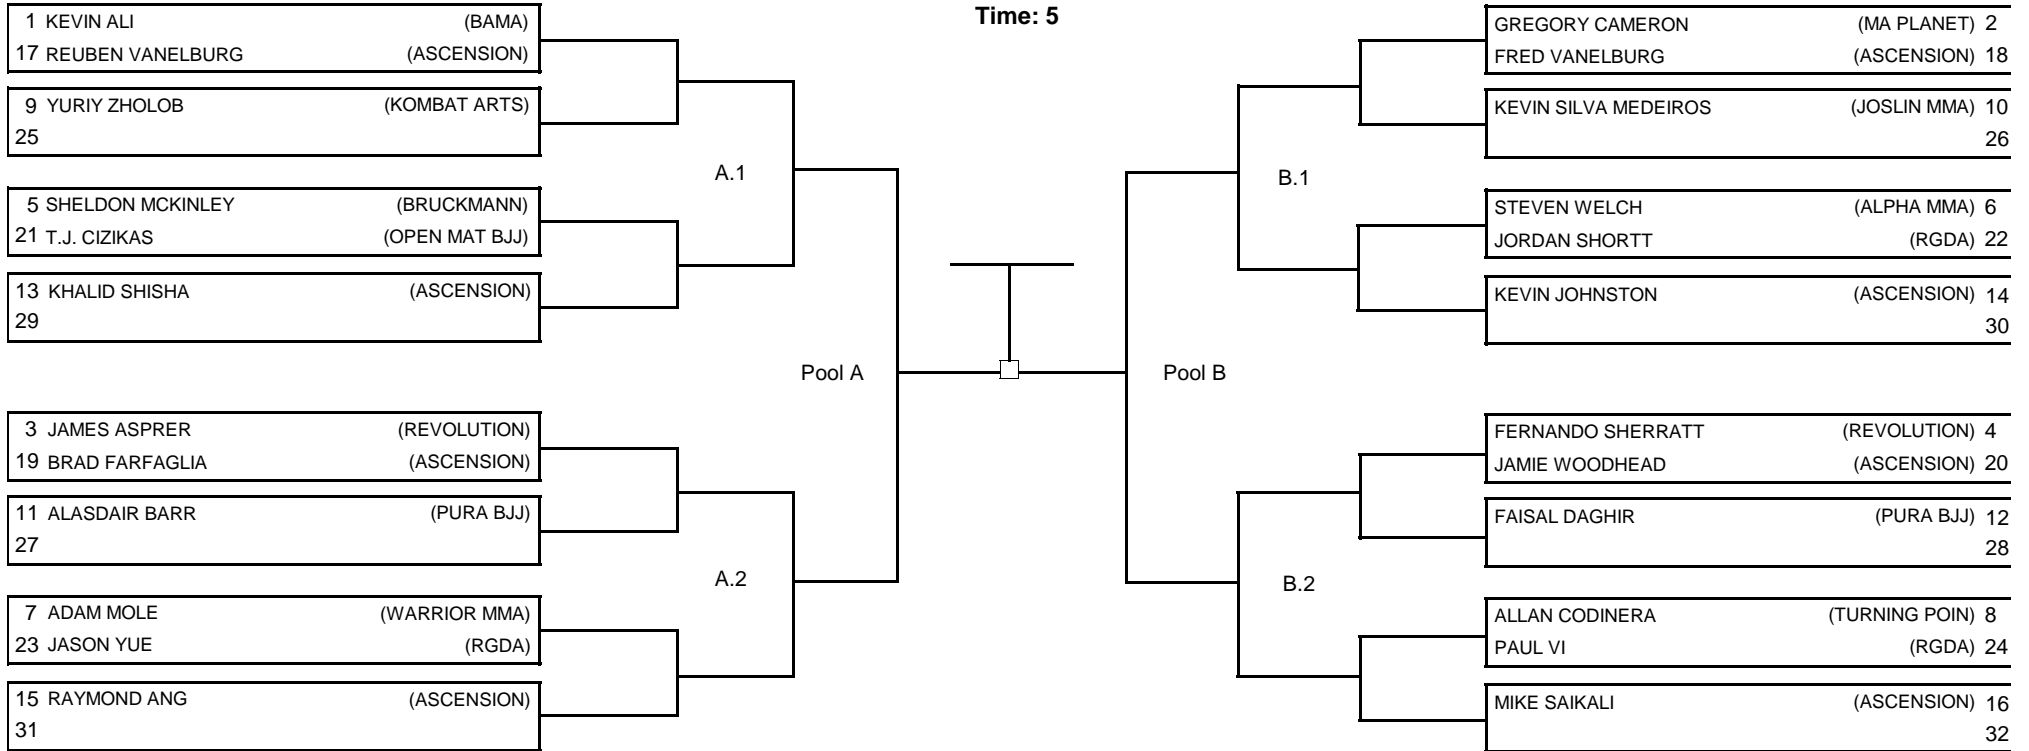 Time: 5
1 KEVIN ALI (BAMA)
17 REUBEN VANELBURG (ASCENSION)
9 YURIY ZHOLOB (KOMBAT ARTS)
25
A.1
5 SHELDON MCKINLEY (BRUCKMANN)
21 T.J. CIZIKAS (OPEN MAT BJJ)
13 KHALID SHISHA (ASCENSION)
29
Pool A
3 JAMES ASPRER (REVOLUTION)
19 BRAD FARFAGLIA (ASCENSION)
11 ALASDAIR BARR (PURA BJJ)
27
A.2
7 ADAM MOLE (WARRIOR MMA)
23 JASON YUE (RGDA)
15 RAYMOND ANG (ASCENSION)
31
GREGORY CAMERON (MA PLANET) 2
FRED VANELBURG (ASCENSION) 18
KEVIN SILVA MEDEIROS (JOSLIN MMA) 10
26
B.1
STEVEN WELCH (ALPHA MMA) 6
JORDAN SHORTT (RGDA) 22
KEVIN JOHNSTON (ASCENSION) 14
30
Pool B
FERNANDO SHERRATT (REVOLUTION) 4
JAMIE WOODHEAD (ASCENSION) 20
FAISAL DAGHIR (PURA BJJ) 12
28
B.2
ALLAN CODINERA (TURNING POIN) 8
PAUL VI (RGDA) 24
MIKE SAIKALI (ASCENSION) 16
32